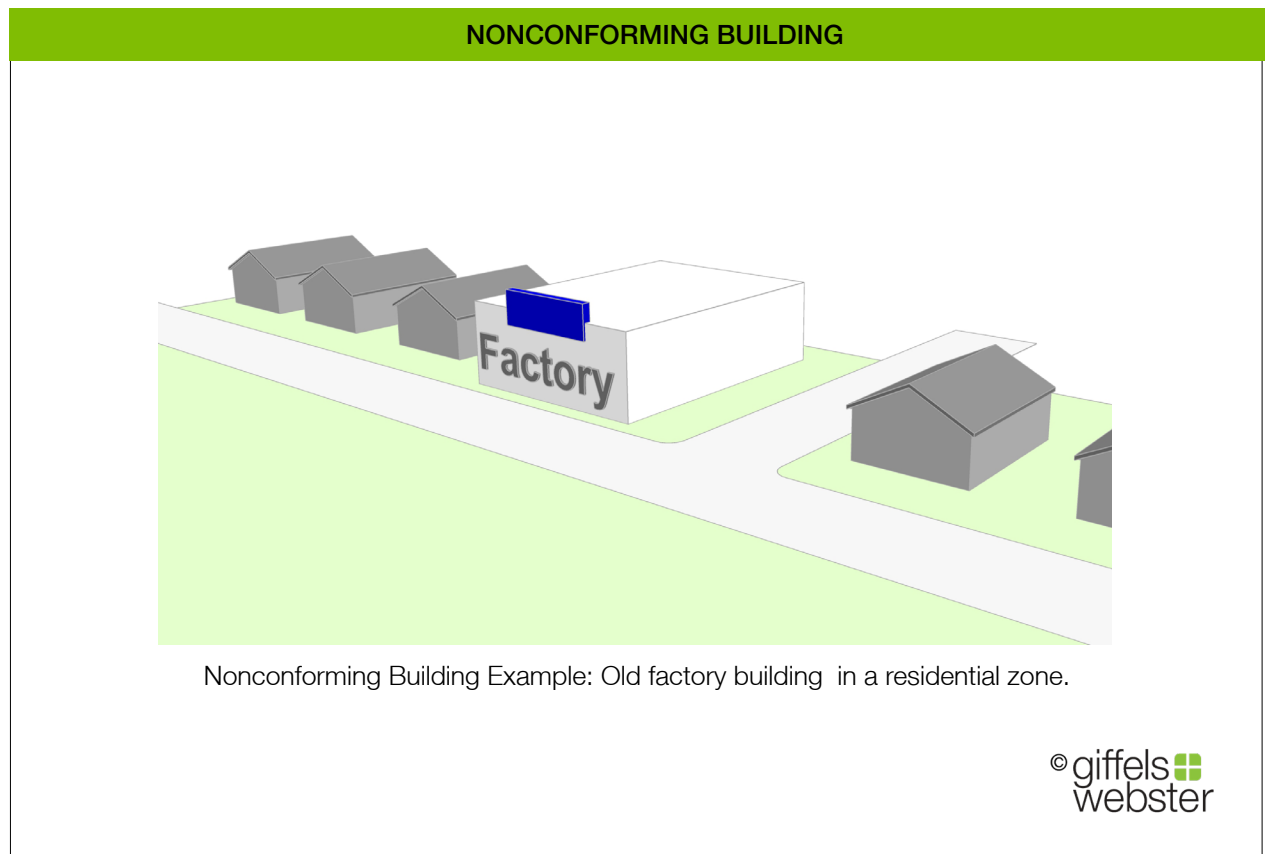 NONCONFORMING BUILDING
Factory
Nonconforming Building Example: Old factory building  in a residential zone.
© giffels
webster